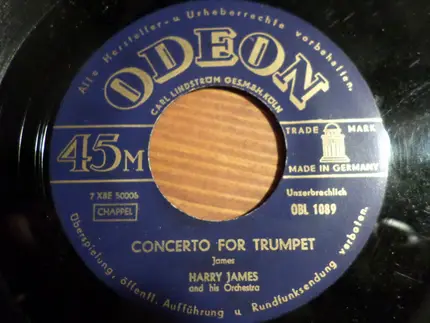 Alle Hersteller- u Urheberrechte vorbehalten.
ODEON
CARL LINDSTRÖM GES.M.B.H. KÖLN
45M
TRADE MARK
MADE IN GERMANY
7 XBE 50006
CHAPPEL
Unzerbrechlich
OBL 1089
CONCERTO FOR TRUMPET
James
HARRY JAMES
and his Orchestra
Überspielung, öffentl. Aufführung u Rundfunksendung verboten.